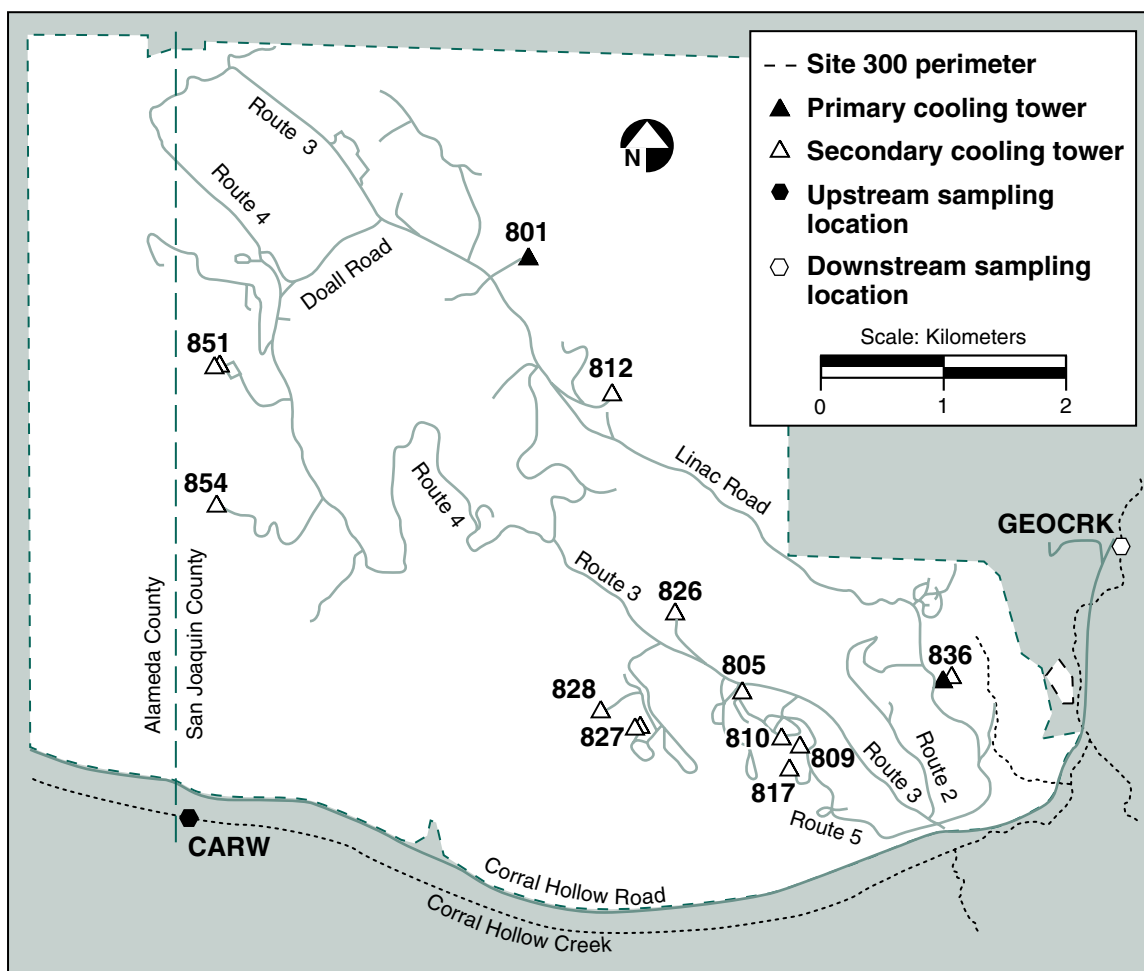 Site 300 perimeter
Primary cooling tower
Secondary cooling tower
Upstream sampling
location
Downstream sampling
location
Scale: Kilometers
0 1 2
N
Route 3
Route 4
Doall Road
801
851
812
854
Route 4
Linac Road
GEOCRK
Route 3
826
805
836
828
827
810
809
817
Route 3
Route 2
Route 5
Alameda County
San Joaquin County
CARW
Corral Hollow Road
Corral Hollow Creek